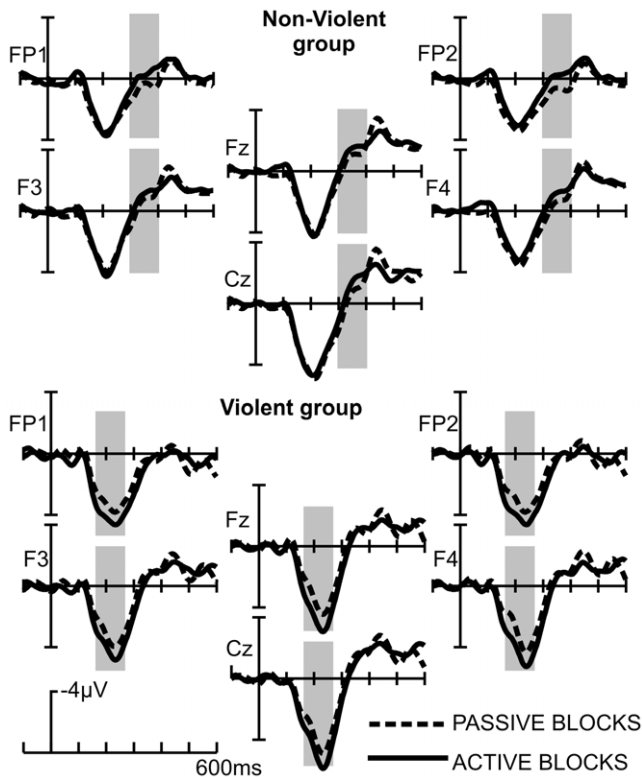 Non-Violent
group
FP1
FP2
Fz
F3
F4
Cz
Violent group
FP1
FP2
Fz
F3
F4
Cz
-4µV
600ms
PASSIVE BLOCKS
ACTIVE BLOCKS